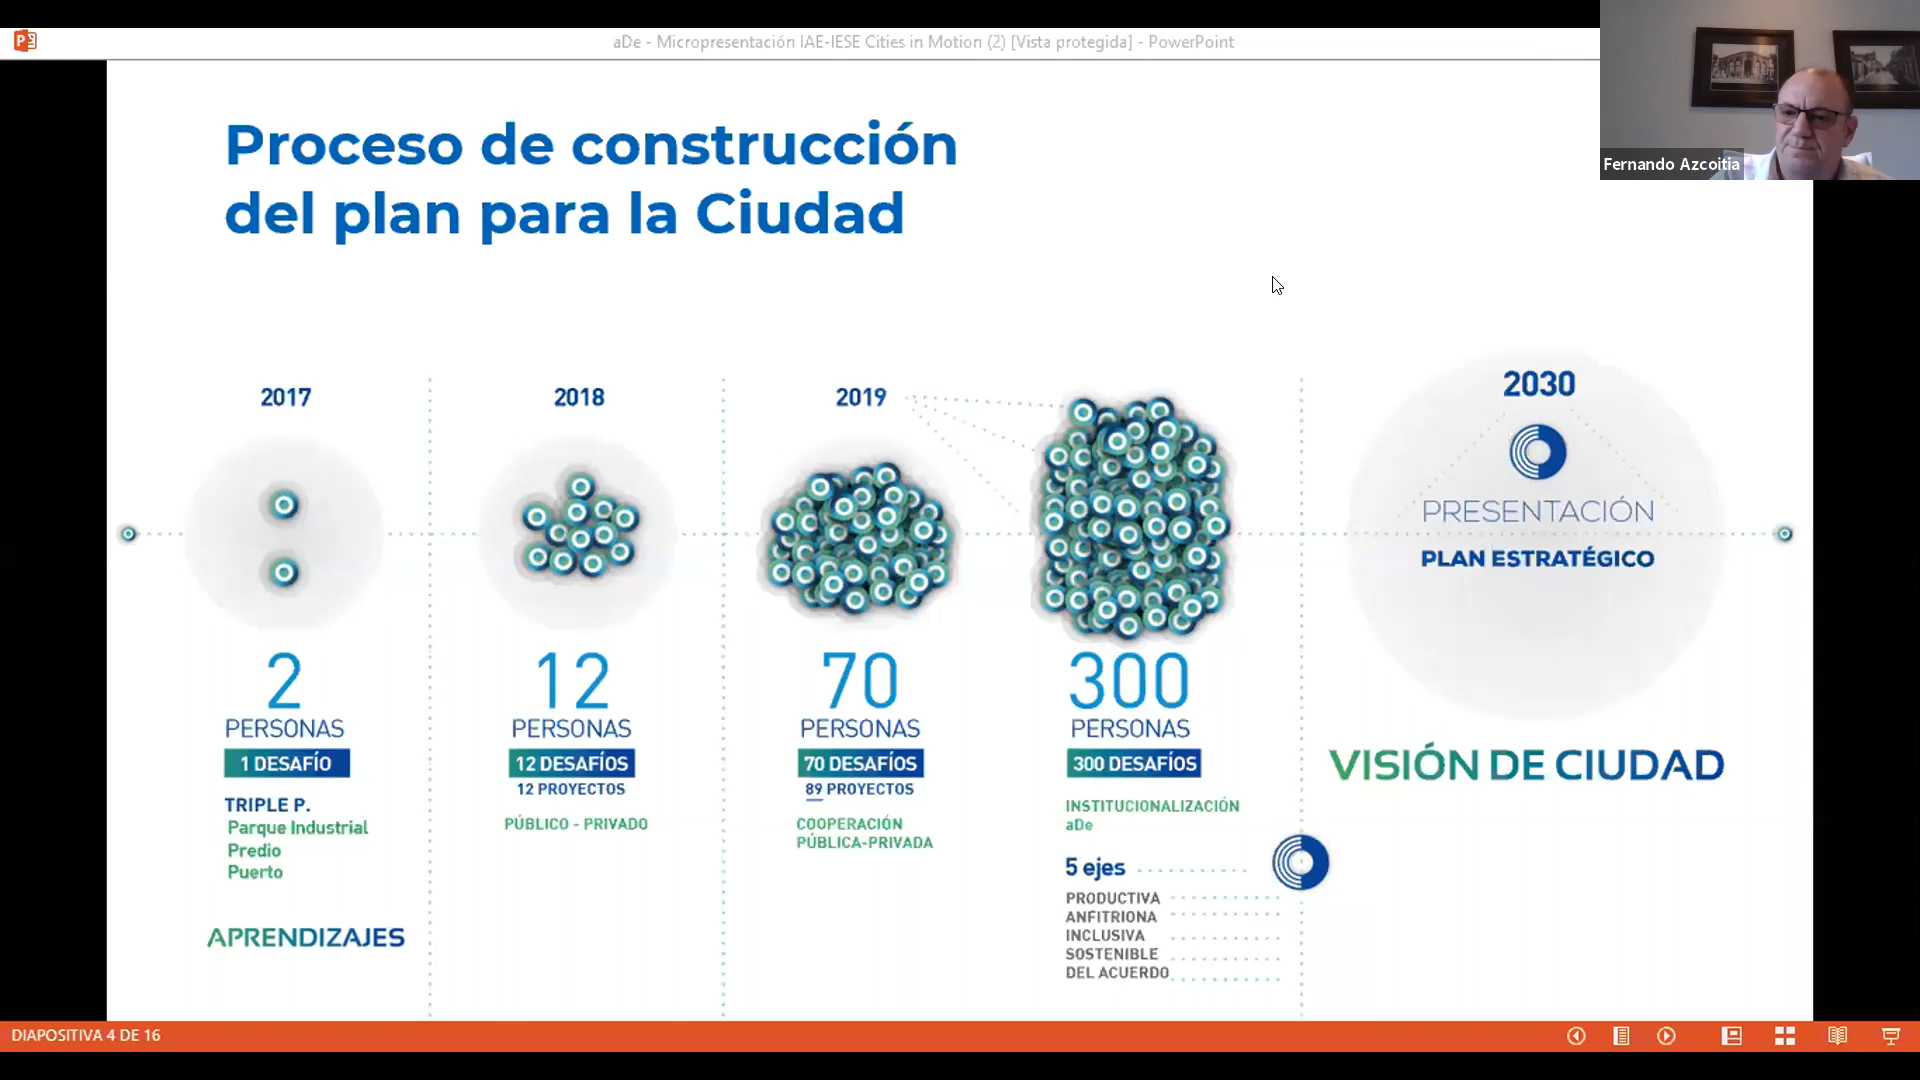 aDe - Micropresentación IAE-IESE Cities in Motion (2) [Vista protegida] - PowerPoint
Fernando Azcoitia
Proceso de construcción
del plan para la Ciudad
2017
2
PERSONAS
1 DESAFÍO
TRIPLE P.
Parque Industrial
Predio
Puerto
APRENDIZAJES
2018
12
PERSONAS
12 DESAFÍOS
12 PROYECTOS
PÚBLICO - PRIVADO
2019
70
PERSONAS
70 DESAFÍOS
89 PROYECTOS
COOPERACIÓN
PÚBLICA-PRIVADA
300
PERSONAS
300 DESAFÍOS
INSTITUCIONALIZACIÓN
aDe
5 ejes
PRODUCTIVA
ANFITRIONA
INCLUSIVA
SOSTENIBLE
DEL ACUERDO
2030
PRESENTACIÓN
PLAN ESTRATÉGICO
VISIÓN DE CIUDAD
DIAPOSITIVA 4 DE 16